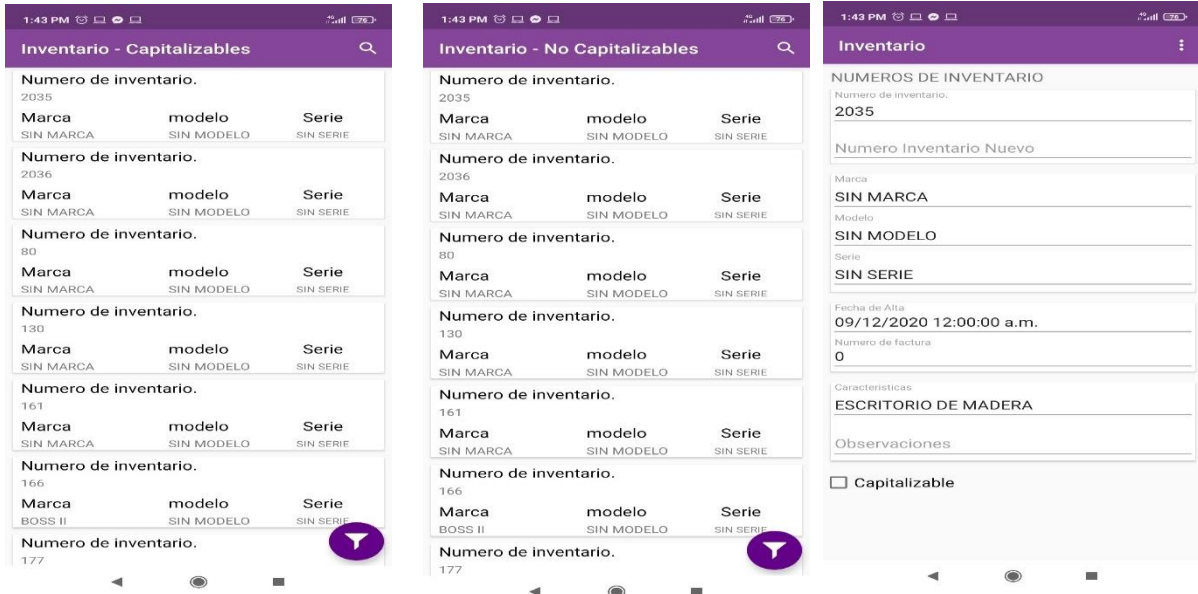 1:43 PM
76
Inventario - Capitalizables
Numero de inventario.
2035
Marca modelo Serie
SIN MARCA SIN MODELO SIN SERIE
Numero de inventario.
2036
Marca modelo Serie
SIN MARCA SIN MODELO SIN SERIE
Numero de inventario.
80
Marca modelo Serie
SIN MARCA SIN MODELO SIN SERIE
Numero de inventario.
130
Marca modelo Serie
SIN MARCA SIN MODELO SIN SERIE
Numero de inventario.
161
Marca modelo Serie
SIN MARCA SIN MODELO SIN SERIE
Numero de inventario.
166
Marca modelo Serie
BOSS II SIN MODELO SIN SERIE
Numero de inventario.
177
1:43 PM
76
Inventario - No Capitalizables
Numero de inventario.
2035
Marca modelo Serie
SIN MARCA SIN MODELO SIN SERIE
Numero de inventario.
2036
Marca modelo Serie
SIN MARCA SIN MODELO SIN SERIE
Numero de inventario.
80
Marca modelo Serie
SIN MARCA SIN MODELO SIN SERIE
Numero de inventario.
130
Marca modelo Serie
SIN MARCA SIN MODELO SIN SERIE
Numero de inventario.
161
Marca modelo Serie
SIN MARCA SIN MODELO SIN SERIE
Numero de inventario.
166
Marca modelo Serie
BOSS II SIN MODELO SIN SERIE
Numero de inventario.
177
1:43 PM
76
Inventario
NUMEROS DE INVENTARIO
Numero de inventario.
2035
Numero Inventario Nuevo
Marca
SIN MARCA
Modelo
SIN MODELO
Serie
SIN SERIE
Fecha de Alta
09/12/2020 12:00:00 a.m.
Numero de factura
0
Caracteristicas
ESCRITORIO DE MADERA
Observaciones
Capitalizable